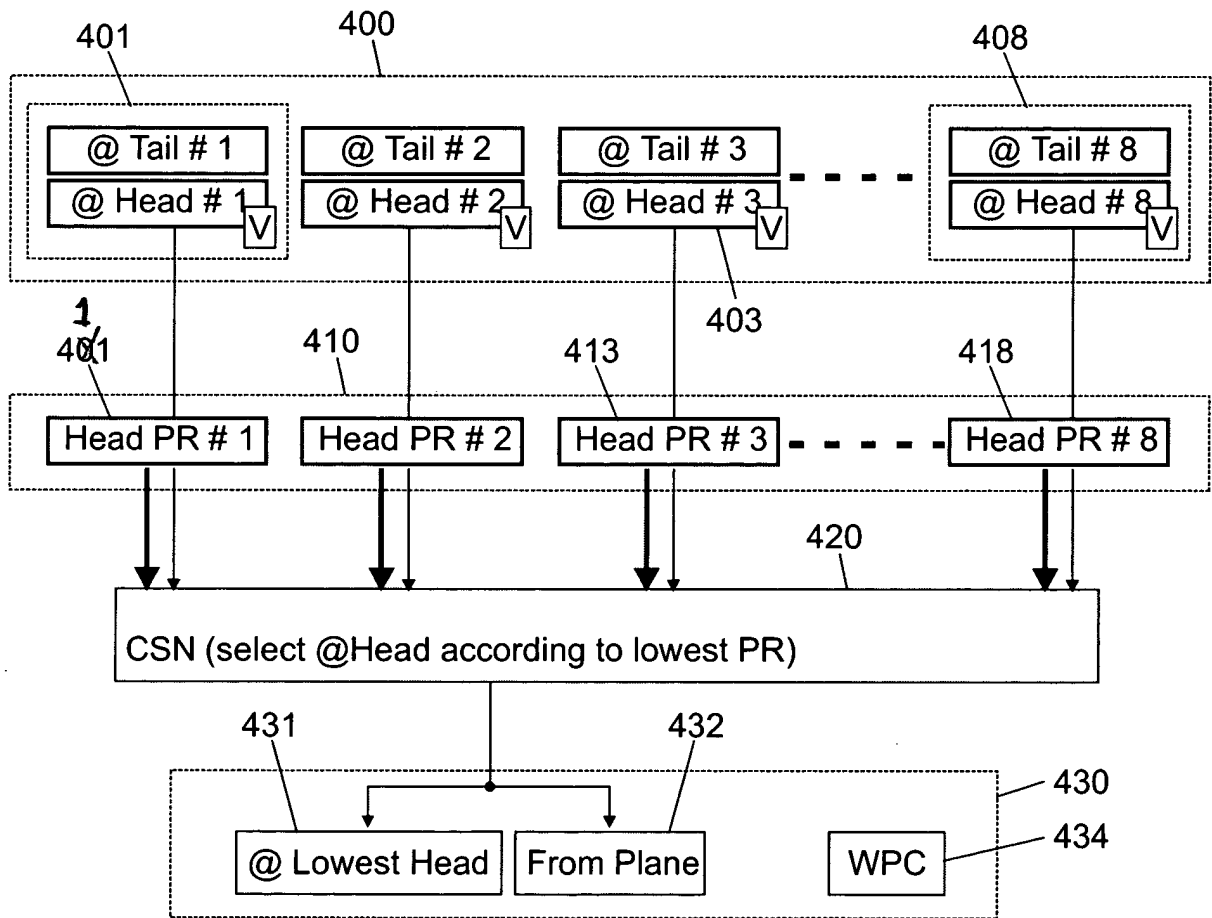 401 400 408
@ Tail # 1 @ Tail # 2 @ Tail # 3 @ Tail # 8
@ Head # 1 @ Head # 2 @ Head # 3 @ Head # 8
V V V V
403
1
401 410 413 418
Head PR # 1 Head PR # 2 Head PR # 3 Head PR # 8
420
CSN (select @Head according to lowest PR)
431 432
430
434
@ Lowest Head From Plane WPC